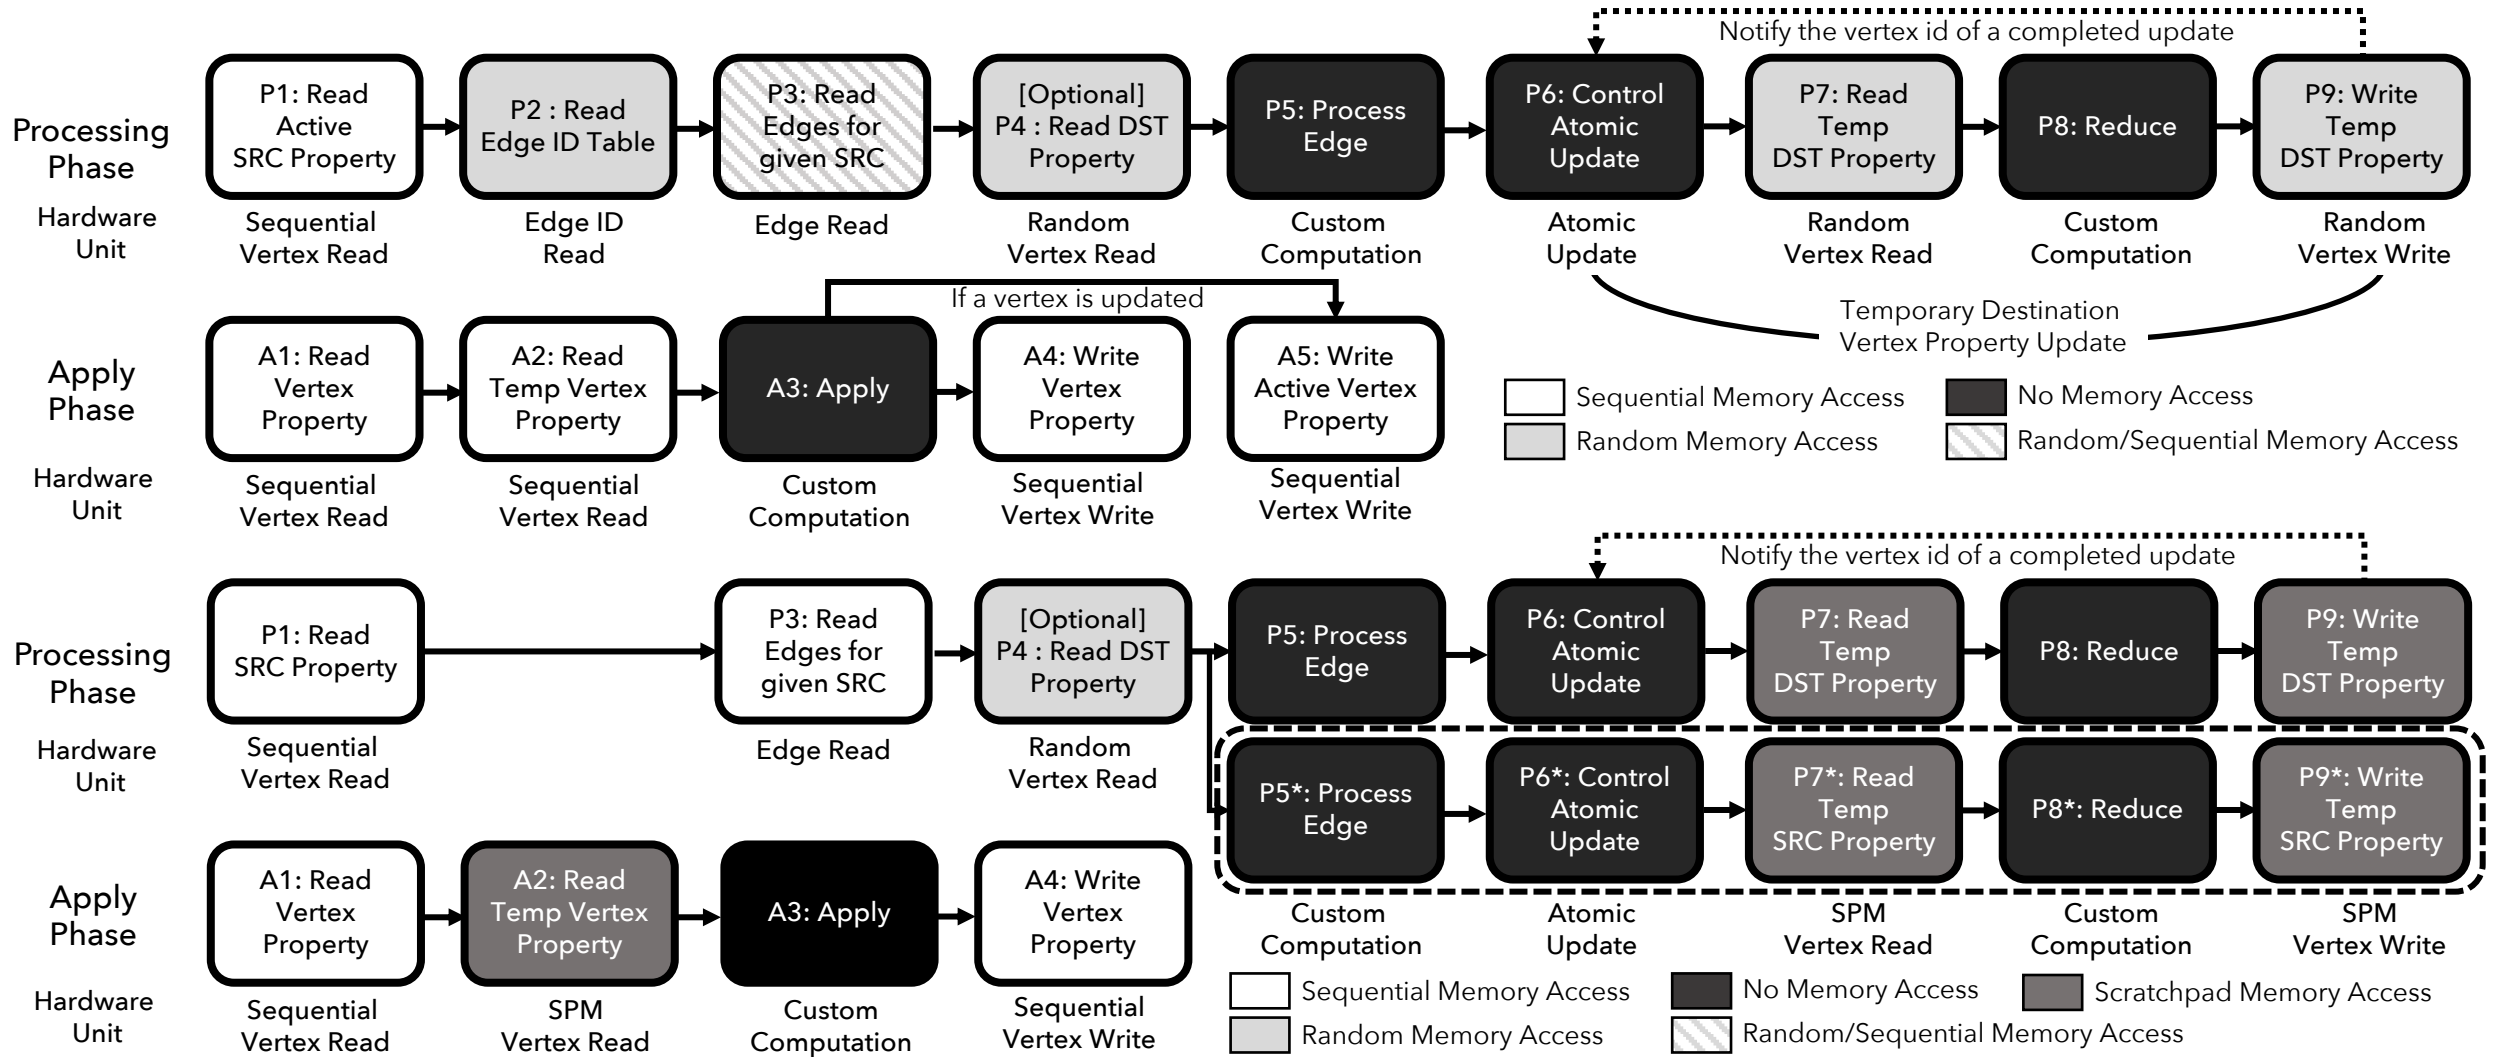 Notify the vertex id of a completed update
Processing
Phase
P1: Read
Active
SRC Property
P2 : Read
Edge ID Table
P3: Read
Edges for
given SRC
[Optional]
P4 : Read DST
Property
P5: Process
Edge
P6: Control
Atomic
Update
P7: Read
Temp
DST Property
P8: Reduce
P9: Write
Temp
DST Property
Hardware
Unit
Sequential
Vertex Read
Edge ID
Read
Edge Read
Random
Vertex Read
Custom
Computation
Atomic
Update
Random
Vertex Read
Custom
Computation
Random
Vertex Write
If a vertex is updated
Temporary Destination
Vertex Property Update
Apply
Phase
A1: Read
Vertex
Property
A2: Read
Temp Vertex
Property
A3: Apply
A4: Write
Vertex
Property
A5: Write
Active Vertex
Property
Sequential Memory Access
No Memory Access
Random Memory Access
Random/Sequential Memory Access
Hardware
Unit
Sequential
Vertex Read
Sequential
Vertex Read
Custom
Computation
Sequential
Vertex Write
Sequential
Vertex Write
Notify the vertex id of a completed update
Processing
Phase
P1: Read
SRC Property
P3: Read
Edges for
given SRC
[Optional]
P4 : Read DST
Property
P5: Process
Edge
P6: Control
Atomic
Update
P7: Read
Temp
DST Property
P8: Reduce
P9: Write
Temp
DST Property
Hardware
Unit
Sequential
Vertex Read
Edge Read
Random
Vertex Read
P5*: Process
Edge
P6*: Control
Atomic
Update
P7*: Read
Temp
SRC Property
P8*: Reduce
P9*: Write
Temp
SRC Property
Custom
Computation
Atomic
Update
SPM
Vertex Read
Custom
Computation
SPM
Vertex Write
Apply
Phase
A1: Read
Vertex
Property
A2: Read
Temp Vertex
Property
A3: Apply
A4: Write
Vertex
Property
Hardware
Unit
Sequential
Vertex Read
SPM
Vertex Read
Custom
Computation
Sequential
Vertex Write
Sequential Memory Access
No Memory Access
Scratchpad Memory Access
Random Memory Access
Random/Sequential Memory Access